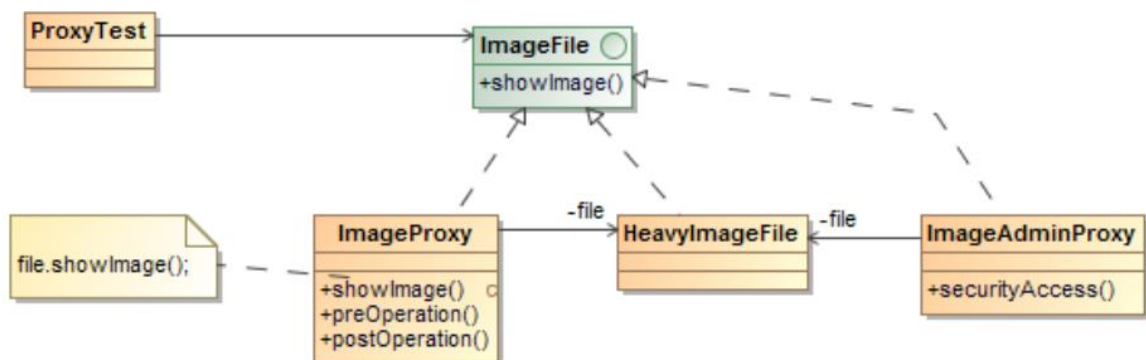 ProxyTest
ImageFile
+showImage()
-file
-file
ImageProxy
HeavyImageFile
ImageAdminProxy
file.showImage();
+showImage()
+preOperation()
+postOperation()
+securityAccess()